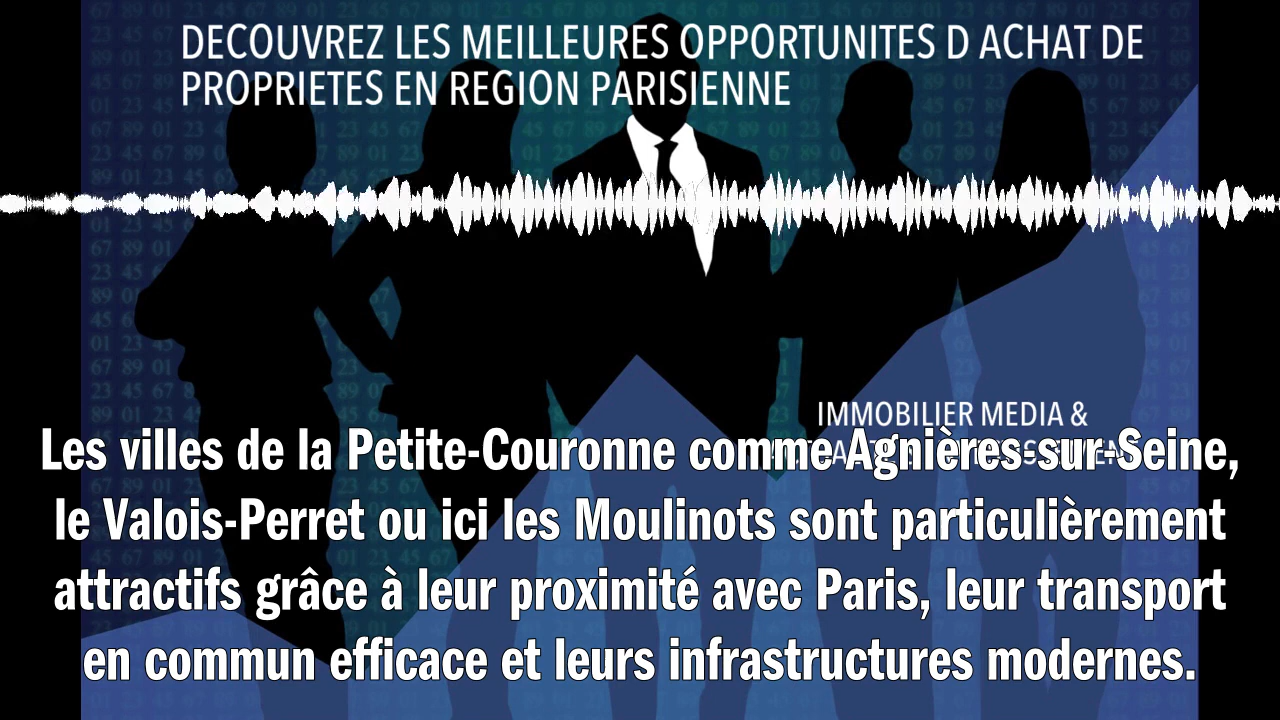 DECOUVREZ LES MEILLEURES OPPORTUNITES D ACHAT DE
PROPRIETES EN REGION PARISIENNE
IMMOBILIER MEDIA &
Les villes de la Petite-Couronne comme Agnières-sur-Seine,
le Valois-Perret ou ici les Moulinots sont particulièrement
attractifs grâce à leur proximité avec Paris, leur transport
en commun efficace et leurs infrastructures modernes.